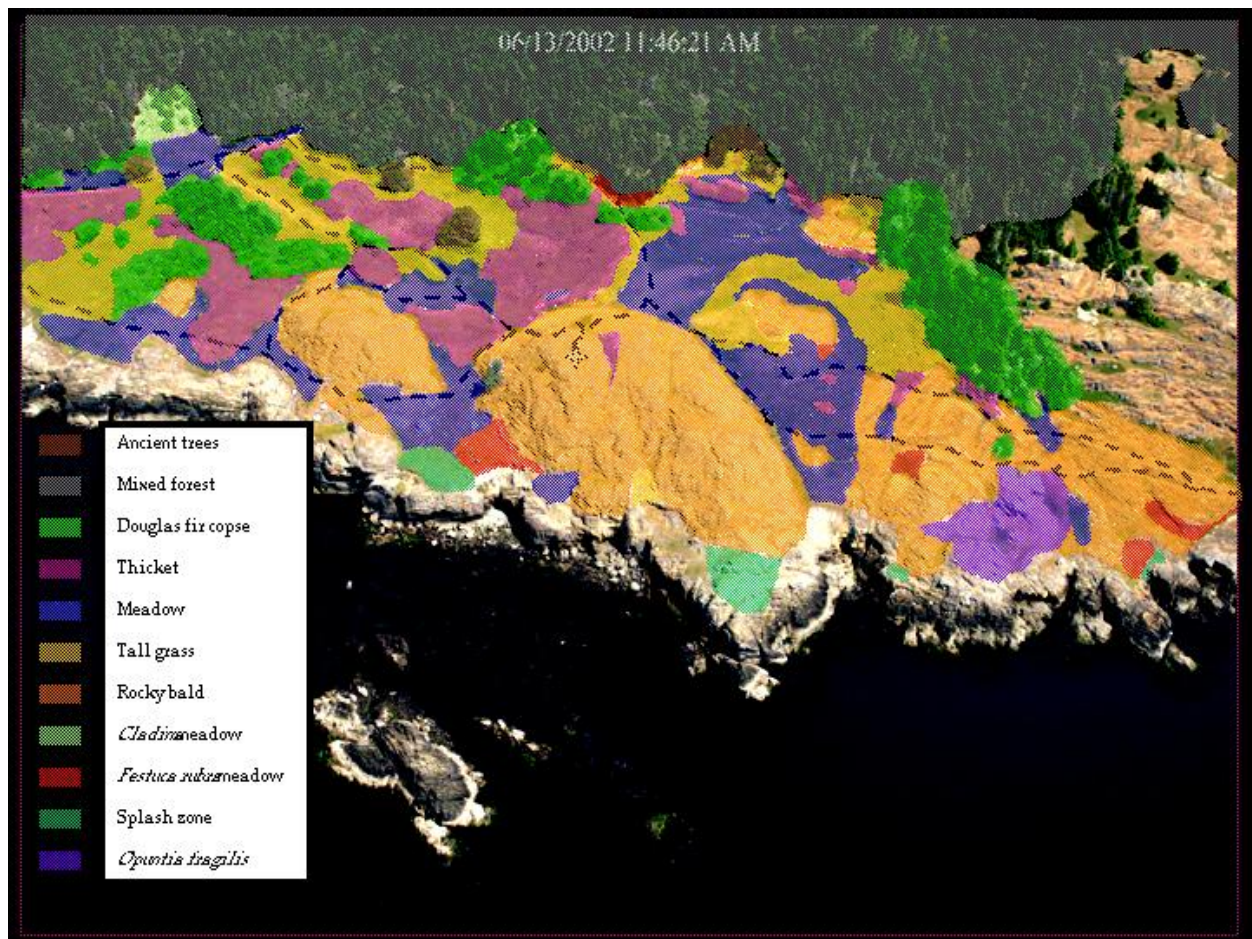 06/13/2002 11:46:21 AM
Ancient trees
Mixed forest
Douglas fir copse
Thicket
Meadow
Tall grass
Rocky bald
Cladina meadow
Festuca rubra meadow
Splash zone
Opuntia fragilis